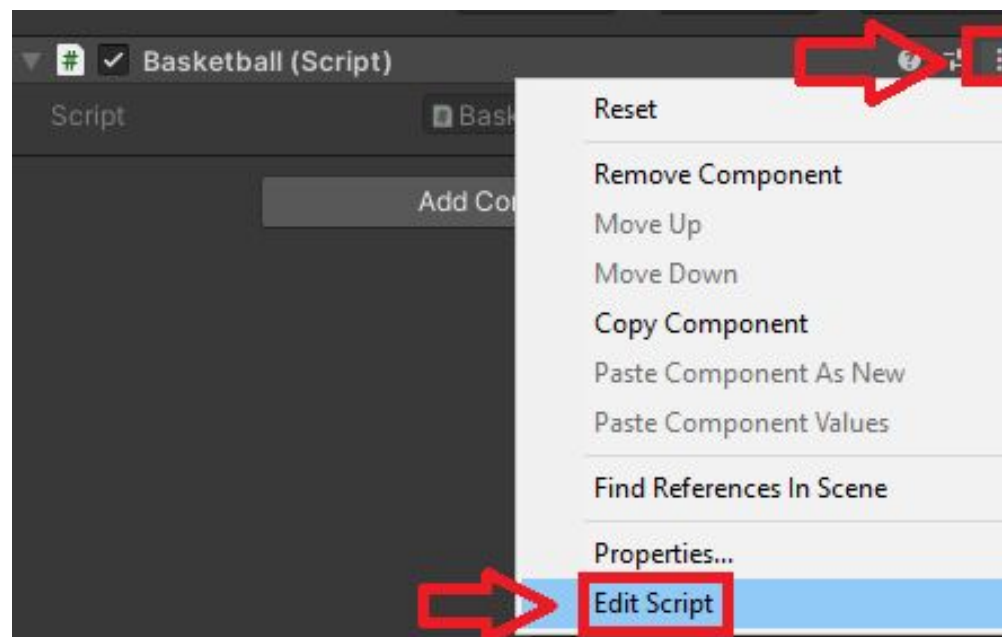 # Basketball (Script)
Script Bask
Add Co
Reset
Remove Component
Move Up
Move Down
Copy Component
Paste Component As New
Paste Component Values
Find References In Scene
Properties...
Edit Script